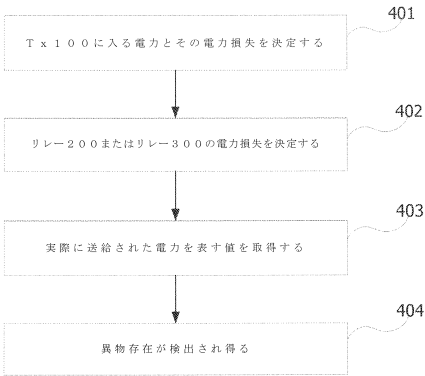 401
Ｔｘ１００に入る電力とその電力損失を決定する
402
リレー２００またはリレー３００の電力損失を決定する
403
実際に送給された電力を表す値を取得する
404
異物存在が検出され得る